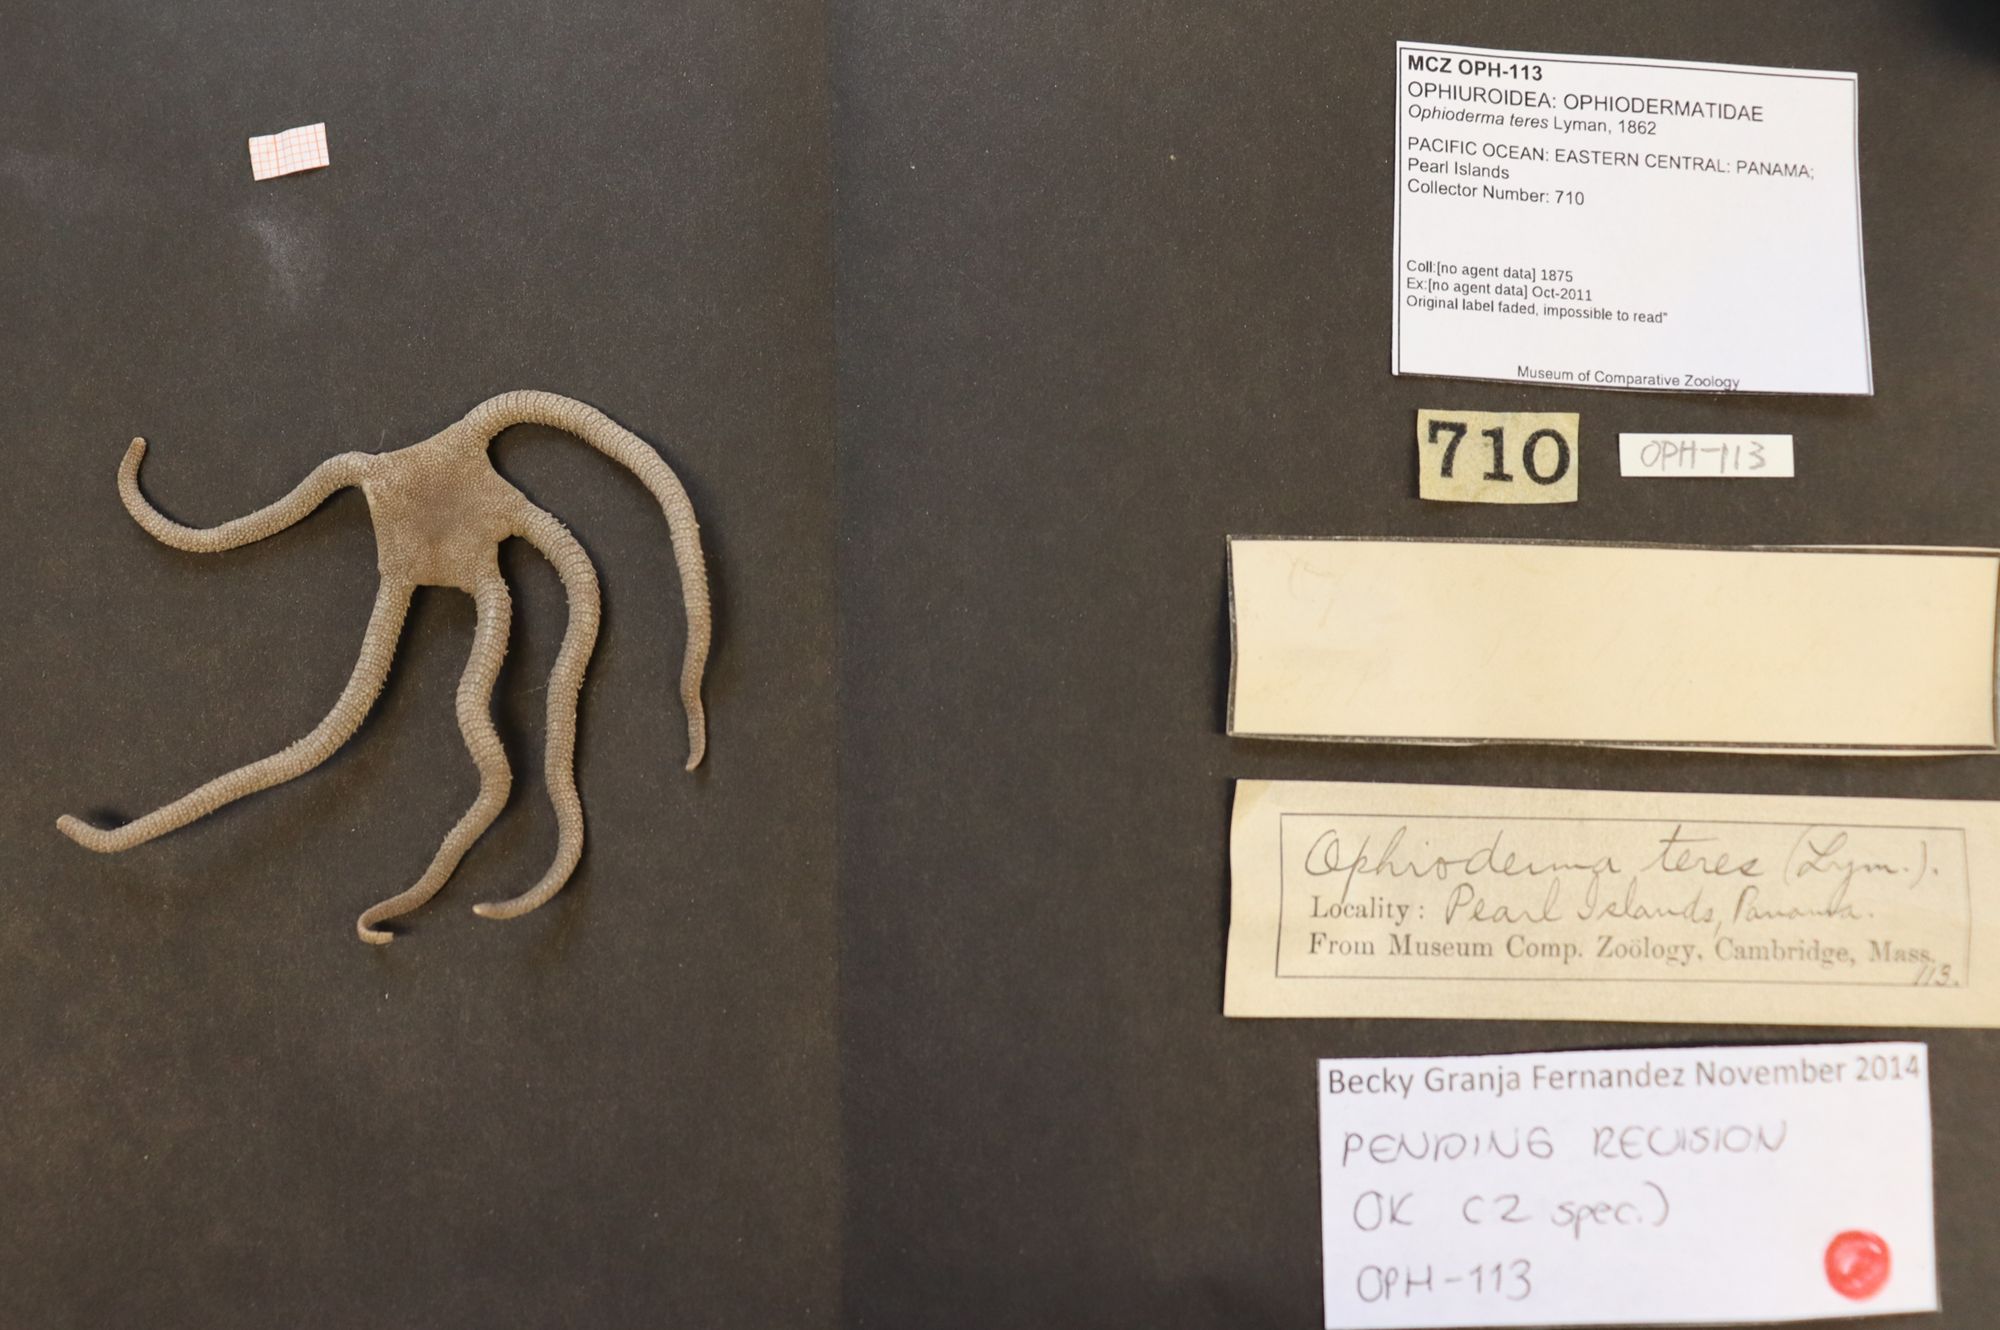 MCZ OPH-113
OPHIUROIDEA: OPHIODERMATIDAE
Ophioderma teres Lyman, 1862
PACIFIC OCEAN: EASTERN CENTRAL: PANAMA;
Pearl Islands
Collector Number: 710
Coll:[no agent data] 1875
Ex:[no agent data] Oct-2011
Original label faded, impossible to read"
Museum of Comparative Zoology
710
OPH-113
Ophioderma teres (Lym.).
Locality: Pearl Islands, Panama.
From Museum Comp. Zoölogy, Cambridge, Mass.
113.
Becky Granja Fernandez November 2014
PENDING REVISION
OK (2 spec.)
OPH-113